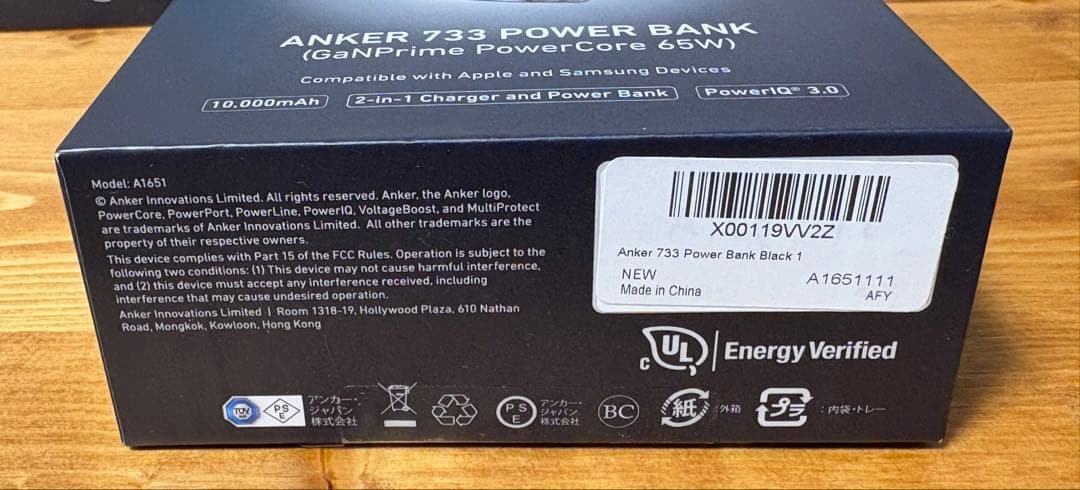 ANKER 733 POWER BANK
(GaNPrime PowerCore 65W)
Compatible with Apple and Samsung Devices
10,000mAh
2-in-1 Charger and Power Bank
PowerIQ® 3.0
Model: A1651
© Anker Innovations Limited. All rights reserved. Anker, the Anker logo,
PowerCore, PowerPort, PowerLine, PowerIQ, VoltageBoost, and MultiProtect
are trademarks of Anker Innovations Limited. All other trademarks are the
property of their respective owners.
This device complies with Part 15 of the FCC Rules. Operation is subject to the
following two conditions: (1) This device may not cause harmful interference,
and (2) this device must accept any interference received, including
interference that may cause undesired operation.
Anker Innovations Limited | Room 1318-19, Hollywood Plaza, 610 Nathan
Road, Mongkok, Kowloon, Hong Kong
X00119VV2Z
Anker 733 Power Bank Black 1
NEW
A1651111
Made in China
AFY
c UL Energy Verified
TÜV
PS
E
アンカー・
ジャパン
株式会社
PS
E
アンカー・
ジャパン
株式会社
BC
紙
:外箱
プラ
:内袋・トレー